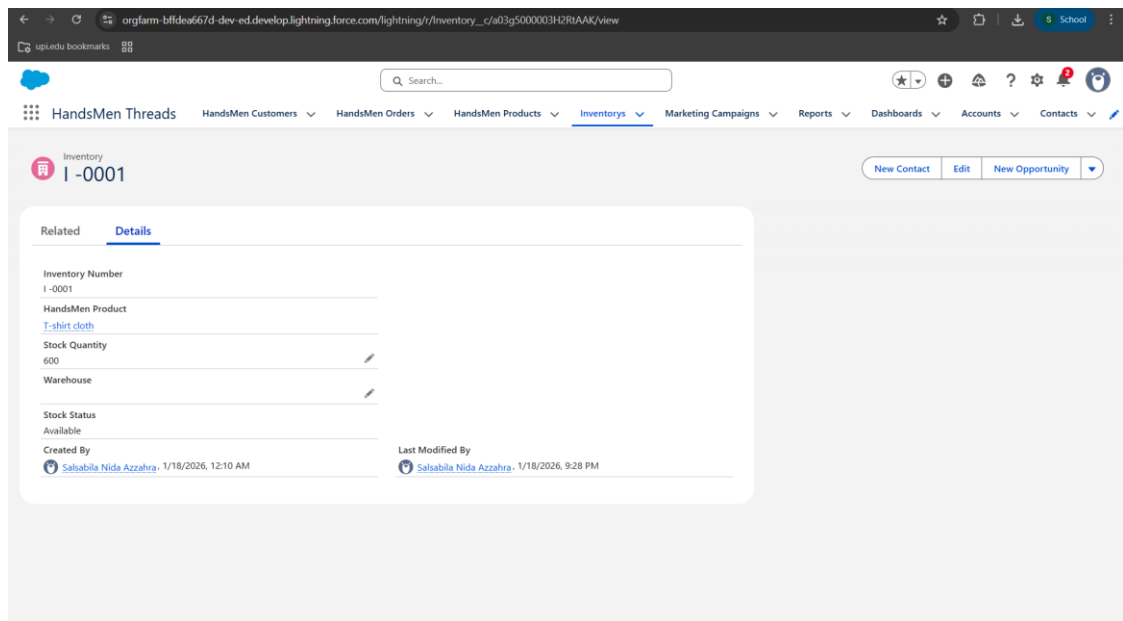 orgfarm-bffdea667d-dev-ed.develop.lightning.force.com/lightning/r/Inventory__c/a03g5000003H2RtAAK/view
S School
upi.edu bookmarks
Search...
2
HandsMen Threads HandsMen Customers HandsMen Orders HandsMen Products Inventorys Marketing Campaigns Reports Dashboards Accounts Contacts
Inventory
I -0001
New Contact Edit New Opportunity
Related Details
Inventory Number
I -0001
HandsMen Product
T-shirt cloth
Stock Quantity
600
Warehouse
Stock Status
Available
Created By
Salsabila Nida Azzahra, 1/18/2026, 12:10 AM
Last Modified By
Salsabila Nida Azzahra, 1/18/2026, 9:28 PM